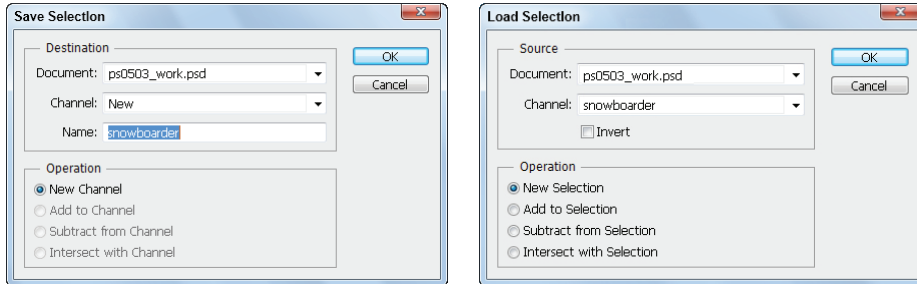 Save Selection
Destination
Document: ps0503_work.psd
Channel: New
Name: snowboarder
OK
Cancel
Operation
New Channel
Add to Channel
Subtract from Channel
Intersect with Channel
Load Selection
Source
Document: ps0503_work.psd
Channel: snowboarder
Invert
OK
Cancel
Operation
New Selection
Add to Selection
Subtract from Selection
Intersect with Selection